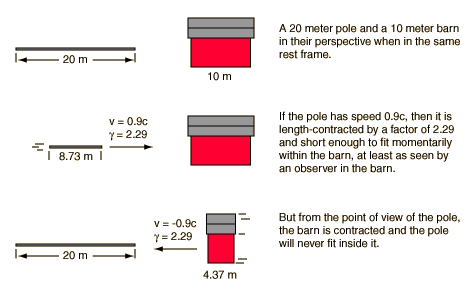 20 m
10 m
A 20 meter pole and a 10 meter barn
in their perspective when in the same
rest frame.
v = 0.9c
γ = 2.29
8.73 m
If the pole has speed 0.9c, then it is
length-contracted by a factor of 2.29
and short enough to fit momentarily
within the barn, at least as seen by
an observer in the barn.
20 m
v = -0.9c
γ = 2.29
4.37 m
But from the point of view of the pole,
the barn is contracted and the pole
will never fit inside it.